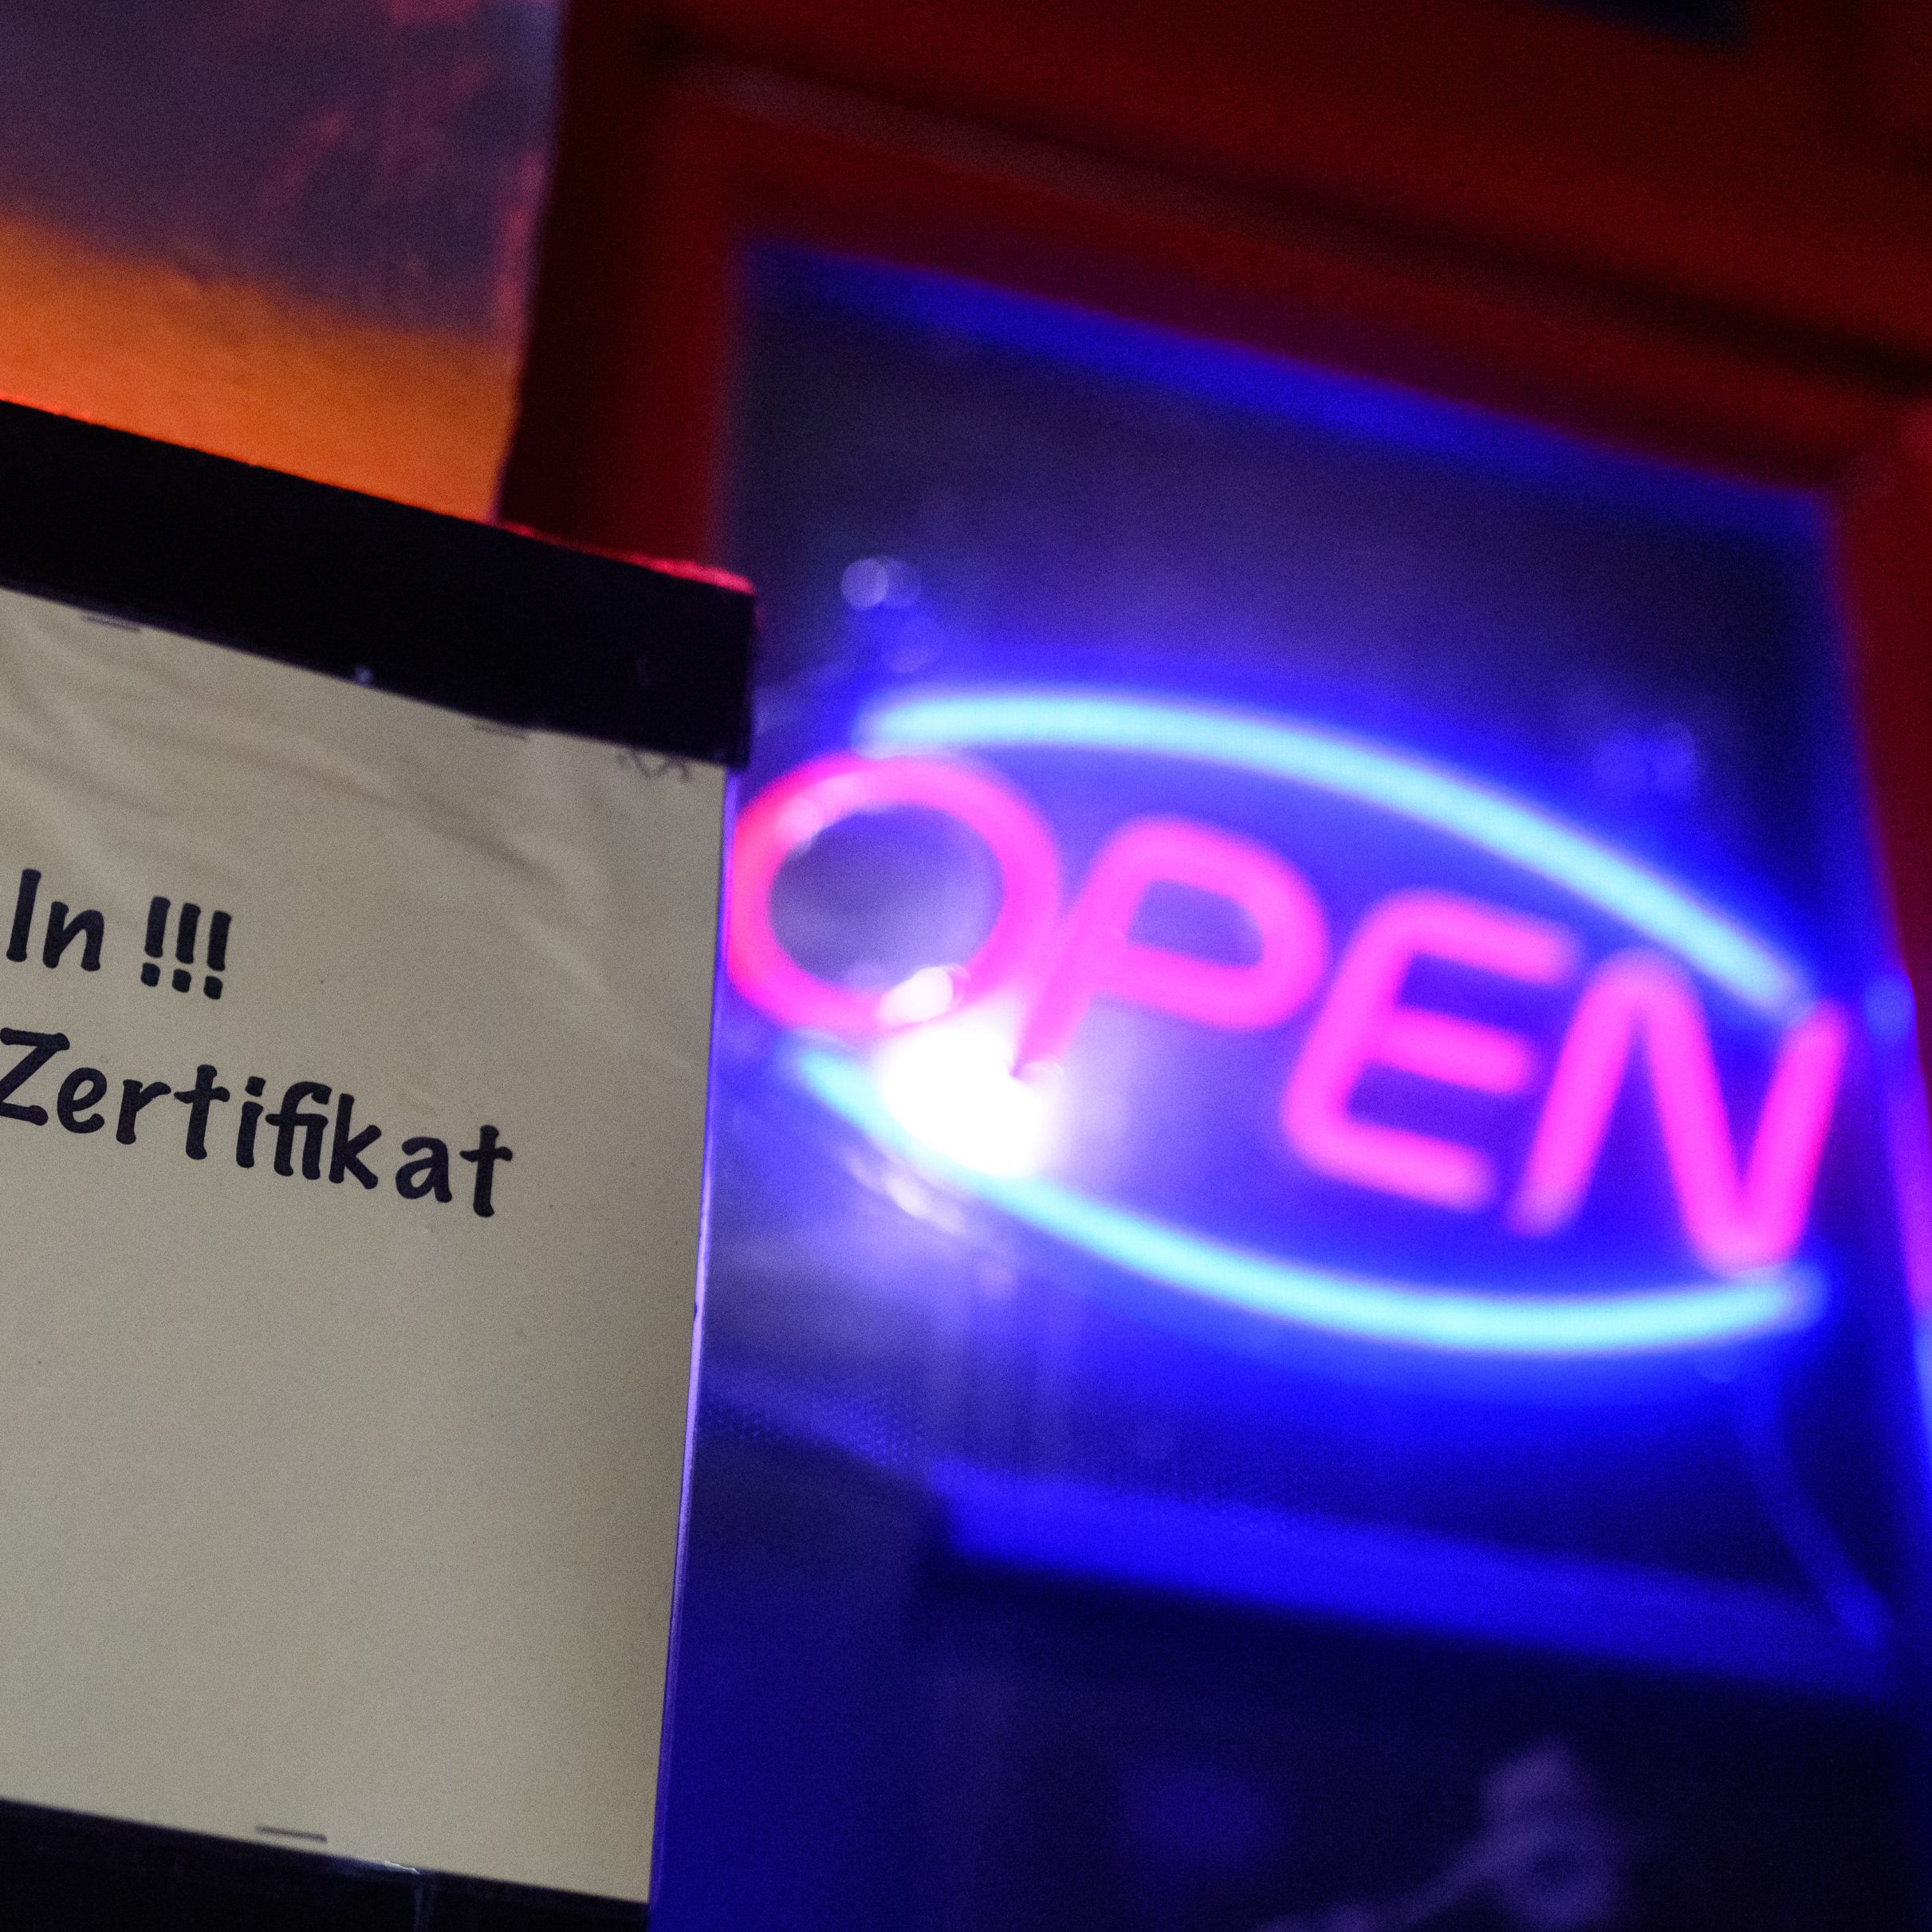 In !!!
Zertifikat
OPEN